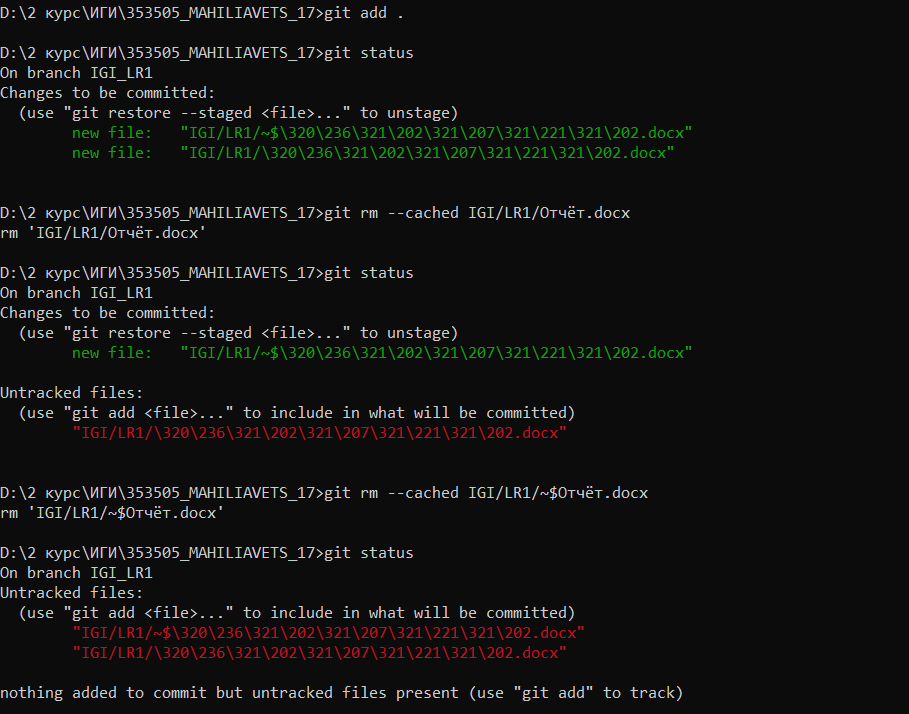 D:\2 курс\ИГИ\353505_MAHILIAVETS_17>git add .
D:\2 курс\ИГИ\353505_MAHILIAVETS_17>git status
On branch IGI_LR1
Changes to be committed:
  (use "git restore --staged <file>..." to unstage)
        new file:   "IGI/LR1/~$\320\236\321\202\321\207\321\221\321\202.docx"
        new file:   "IGI/LR1/\320\236\321\202\321\207\321\221\321\202.docx"
D:\2 курс\ИГИ\353505_MAHILIAVETS_17>git rm --cached IGI/LR1/Отчёт.docx
rm 'IGI/LR1/Отчёт.docx'
D:\2 курс\ИГИ\353505_MAHILIAVETS_17>git status
On branch IGI_LR1
Changes to be committed:
  (use "git restore --staged <file>..." to unstage)
        new file:   "IGI/LR1/~$\320\236\321\202\321\207\321\221\321\202.docx"
Untracked files:
  (use "git add <file>..." to include in what will be committed)
        "IGI/LR1/\320\236\321\202\321\207\321\221\321\202.docx"
D:\2 курс\ИГИ\353505_MAHILIAVETS_17>git rm --cached IGI/LR1/~$Отчёт.docx
rm 'IGI/LR1/~$Отчёт.docx'
D:\2 курс\ИГИ\353505_MAHILIAVETS_17>git status
On branch IGI_LR1
Untracked files:
  (use "git add <file>..." to include in what will be committed)
        "IGI/LR1/~$\320\236\321\202\321\207\321\221\321\202.docx"
        "IGI/LR1/\320\236\321\202\321\207\321\221\321\202.docx"
nothing added to commit but untracked files present (use "git add" to track)